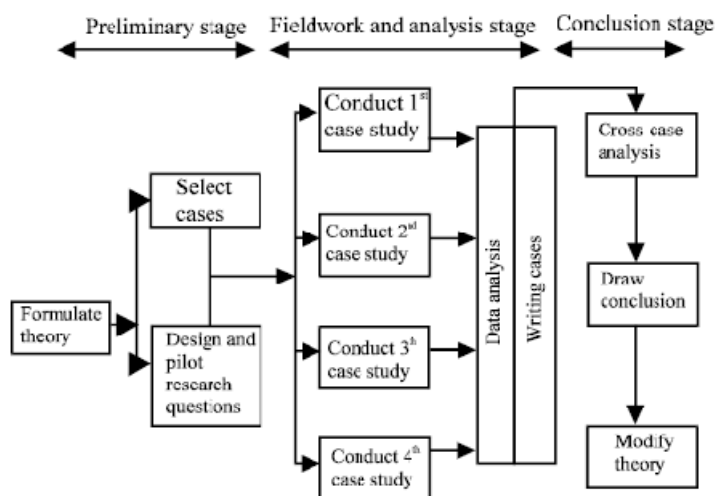 Preliminary stage
Fieldwork and analysis stage
Conclusion stage
Formulate
theory
Select
cases
Design and
pilot
research
questions
Conduct 1st
case study
Conduct 2nd
case study
Conduct 3th
case study
Conduct 4th
case study
Data analysis
Writing cases
Cross case
analysis
Draw
conclusion
Modify
theory